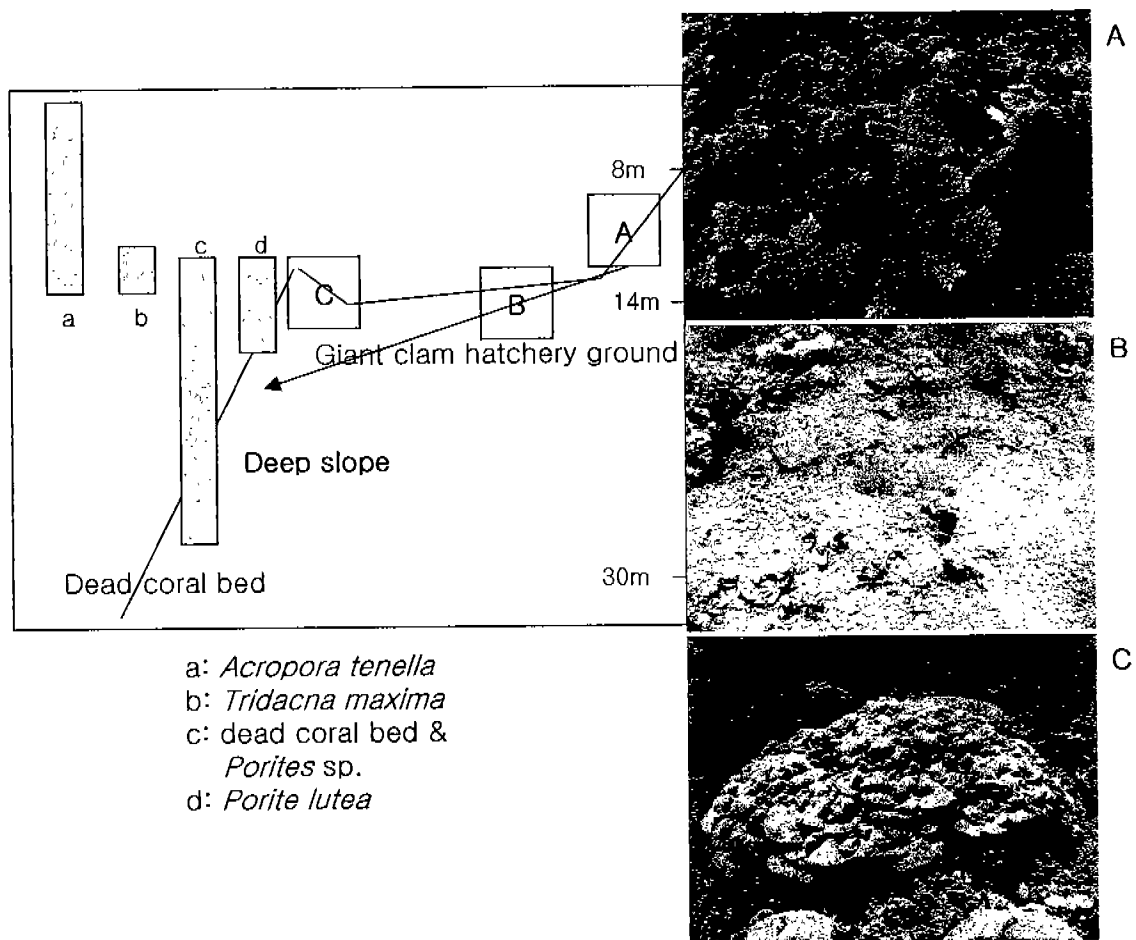 A
8m
A
c
d
C
B
14m
a
b
Giant clam hatchery ground
B
Deep slope
30m
Dead coral bed
C
a: Acropora tenella
b: Tridacna maxima
c: dead coral bed &
Porites sp.
d: Porite lutea